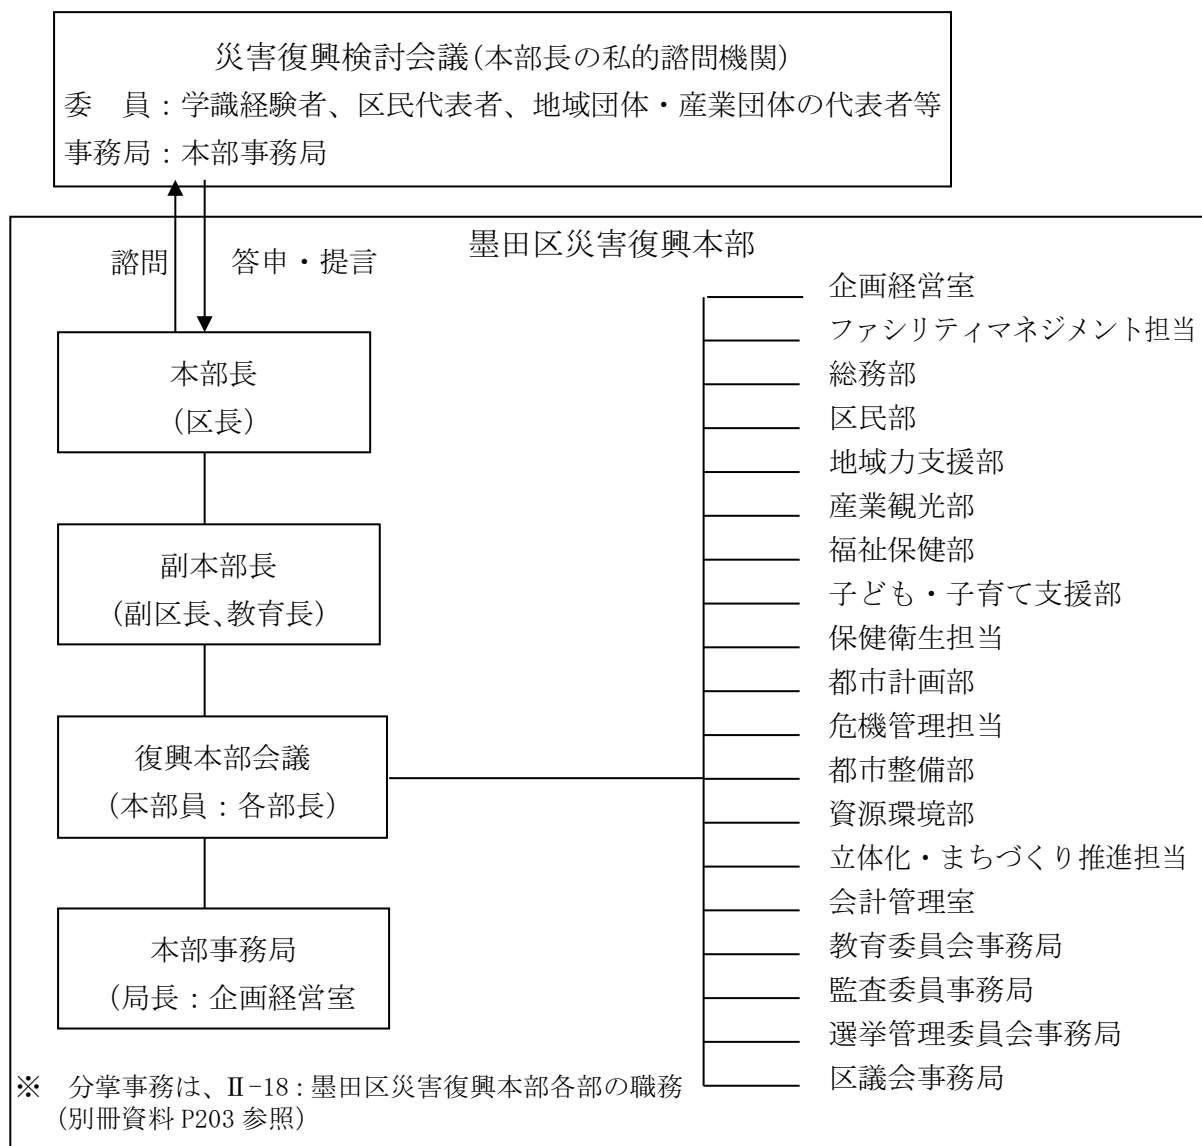 災害復興検討会議(本部長の私的諮問機関)
委　員：学識経験者、区民代表者、地域団体・産業団体の代表者等
事務局：本部事務局
墨田区災害復興本部
諮問
答申・提言
本部長
(区長)
副本部長
(副区長、教育長)
復興本部会議
(本部員：各部長)
本部事務局
(局長：企画経営室
企画経営室
ファシリティマネジメント担当
総務部
区民部
地域力支援部
産業観光部
福祉保健部
子ども・子育て支援部
保健衛生担当
都市計画部
危機管理担当
都市整備部
資源環境部
立体化・まちづくり推進担当
会計管理室
教育委員会事務局
監査委員事務局
選挙管理委員会事務局
区議会事務局
※　分掌事務は、Ⅱ-18：墨田区災害復興本部各部の職務
(別冊資料 P203 参照)